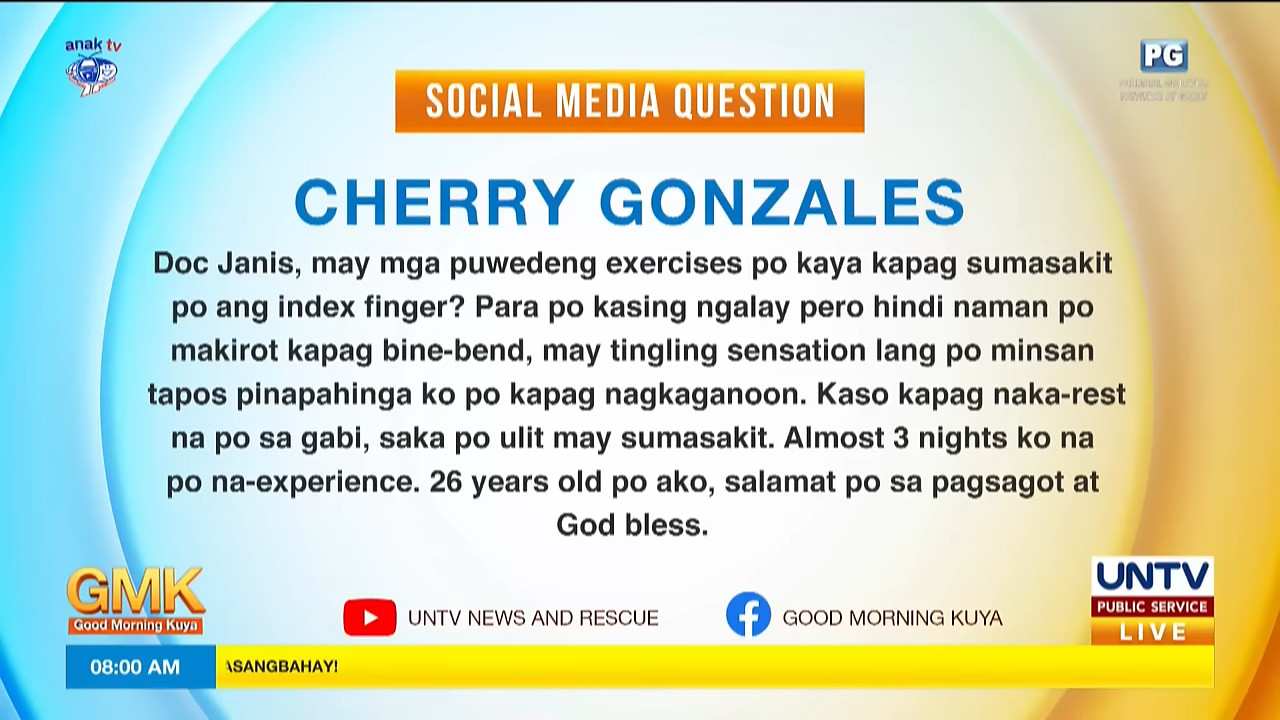 anak tv
PG
SOCIAL MEDIA QUESTION
CHERRY GONZALES
Doc Janis, may mga puwedeng exercises po kaya kapag sumasakit
po ang index finger? Para po kasing ngalay pero hindi naman po
makirot kapag bine-bend, may tingling sensation lang po minsan
tapos pinapahinga ko po kapag nagkaganoon. Kaso kapag naka-rest
na po sa gabi, saka po ulit may sumasakit. Almost 3 nights ko na
po na-experience. 26 years old po ako, salamat po sa pagsagot at
God bless.
GMK
Good Morning Kuya
UNTV NEWS AND RESCUE
GOOD MORNING KUYA
UNTV
PUBLIC SERVICE
LIVE
08:00 AM
ASANGBAHAY!